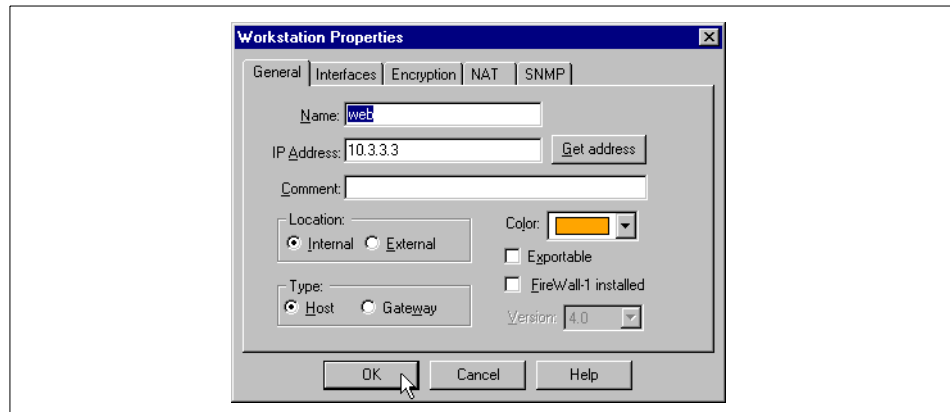 Workstation Properties
General Interfaces Encryption NAT SNMP
Name: web
IP Address: 10.3.3.3 Get address
Comment:
Location: Color:
Internal External
Exportable
Type: FireWall-1 installed
Host Gateway
Version: 4.0
OK Cancel Help